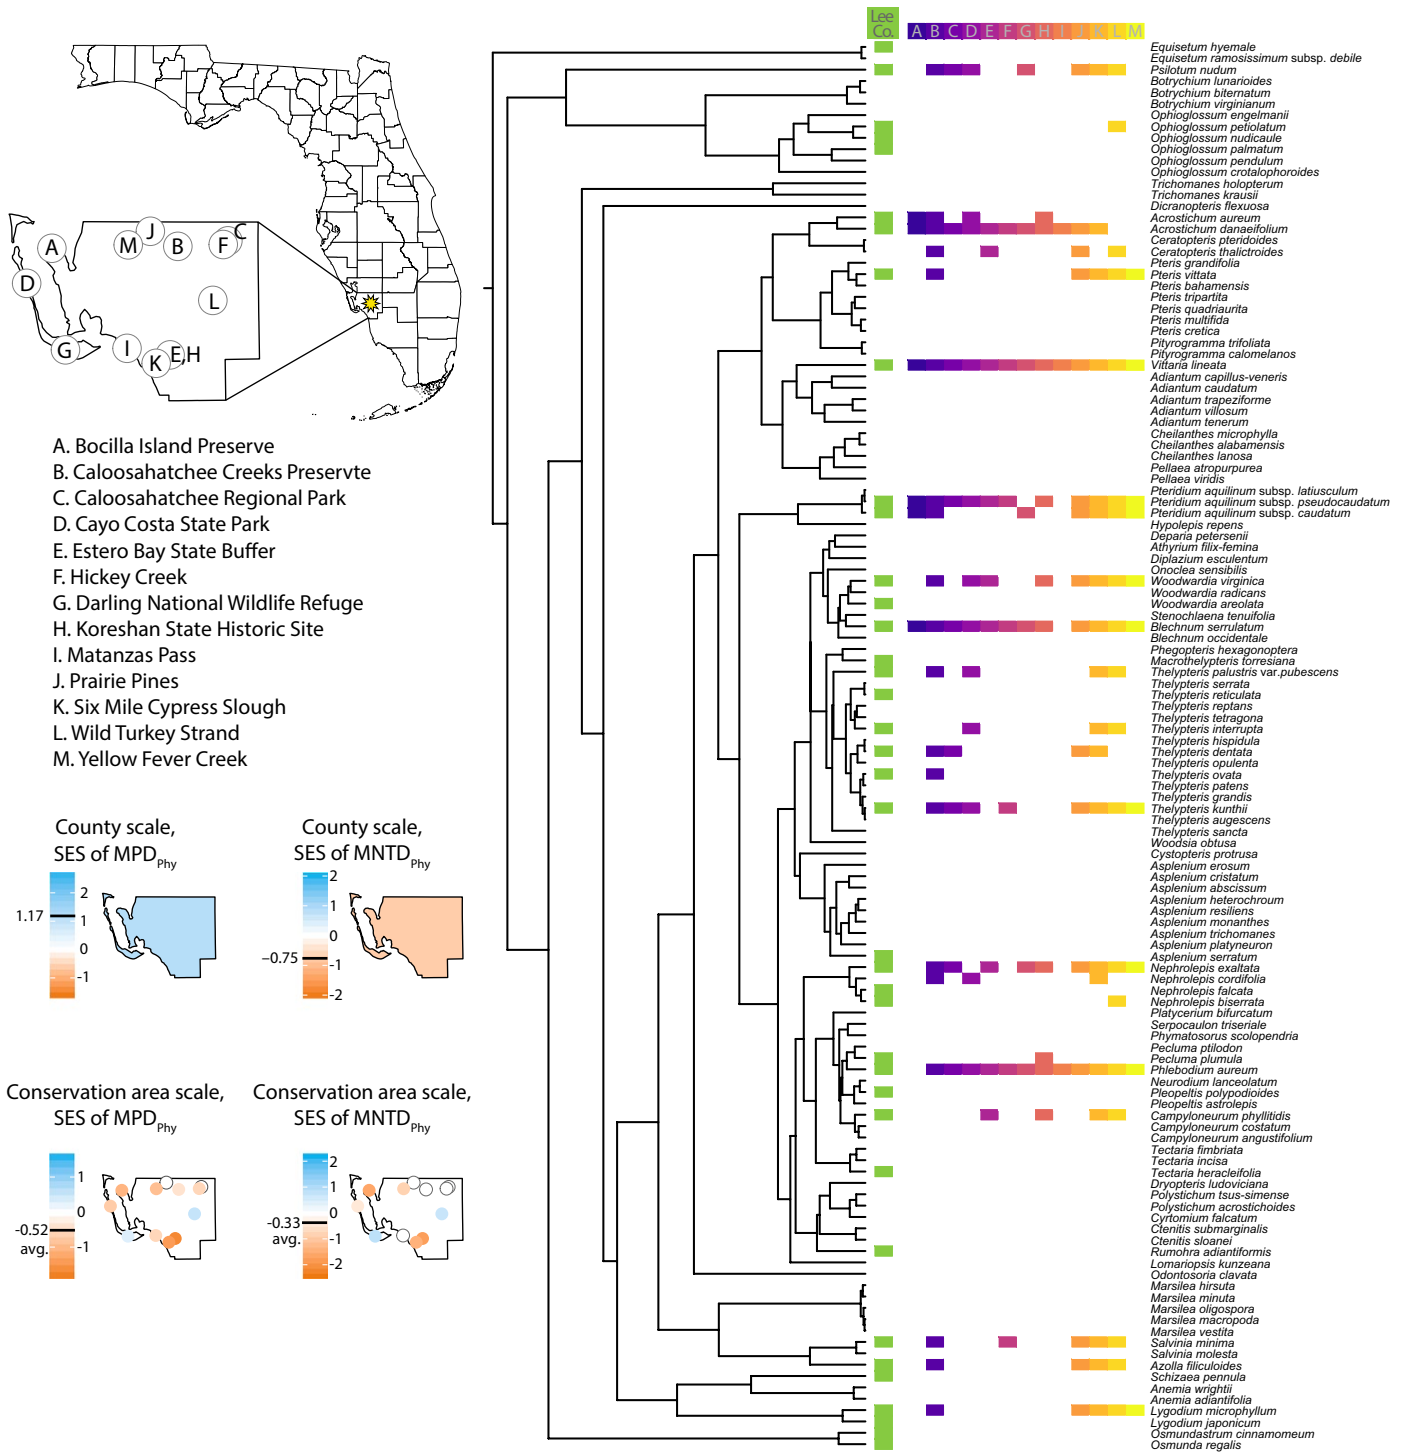 Lee
Co.
A B C D E F G H I J K L M
Equisetum hyemale
Equisetum ramosissimum subsp. debile
Psilotum nudum
Botrychium lunarioides
Botrychium biternatum
Botrychium virginianum
Ophioglossum engelmanii
Ophioglossum petiolatum
Ophioglossum nudicaule
Ophioglossum palmatum
Ophioglossum pendulum
Ophioglossum crotalophoroides
Trichomanes holopterum
Trichomanes krausii
Dicranopteris flexuosa
Acrostichum aureum
Acrostichum danaeifolium
Ceratopteris pteridoides
Ceratopteris thalictroides
Pteris grandifolia
Pteris vittata
Pteris bahamensis
Pteris tripartita
Pteris quadriaurita
Pteris multifida
Pteris cretica
Pityrogramma trifoliata
Pityrogramma calomelanos
Vittaria lineata
Adiantum capillus-veneris
Adiantum caudatum
Adiantum trapeziforme
Adiantum villosum
Adiantum tenerum
Cheilanthes microphylla
Cheilanthes alabamensis
Cheilanthes lanosa
Pellaea atropurpurea
Pellaea viridis
Pteridium aquilinum subsp. latiusculum
Pteridium aquilinum subsp. pseudocaudatum
Pteridium aquilinum subsp. caudatum
Hypolepis repens
Deparia petersenii
Athyrium filix-femina
Diplazium esculentum
Onoclea sensibilis
Woodwardia virginica
Woodwardia radicans
Woodwardia areolata
Stenochlaena tenuifolia
Blechnum serrulatum
Blechnum occidentale
Phegopteris hexagonoptera
Macrothelypteris torresiana
Thelypteris palustris var.pubescens
Thelypteris serrata
Thelypteris reticulata
Thelypteris reptans
Thelypteris tetragona
Thelypteris interrupta
Thelypteris hispidula
Thelypteris dentata
Thelypteris opulenta
Thelypteris ovata
Thelypteris patens
Thelypteris grandis
Thelypteris kunthii
Thelypteris augescens
Thelypteris sancta
Woodsia obtusa
Cystopteris protrusa
Asplenium erosum
Asplenium cristatum
Asplenium abscissum
Asplenium heterochroum
Asplenium resiliens
Asplenium monanthes
Asplenium trichomanes
Asplenium platyneuron
Asplenium serratum
Nephrolepis exaltata
Nephrolepis cordifolia
Nephrolepis falcata
Nephrolepis biserrata
Platycerium bifurcatum
Serpocaulon triseriale
Phymatosorus scolopendria
Pecluma ptilodon
Pecluma plumula
Phlebodium aureum
Neurodium lanceolatum
Pleopeltis polypodioides
Pleopeltis astrolepis
Campyloneurum phyllitidis
Campyloneurum costatum
Campyloneurum angustifolium
Tectaria fimbriata
Tectaria incisa
Tectaria heracleifolia
Dryopteris ludoviciana
Polystichum tsus-simense
Polystichum acrostichoides
Cyrtomium falcatum
Ctenitis submarginalis
Ctenitis sloanei
Rumohra adiantiformis
Lomariopsis kunzeana
Odontosoria clavata
Marsilea hirsuta
Marsilea minuta
Marsilea oligospora
Marsilea macropoda
Marsilea vestita
Salvinia minima
Salvinia molesta
Azolla filiculoides
Schizaea pennula
Anemia wrightii
Anemia adiantifolia
Lygodium microphyllum
Lygodium japonicum
Osmundastrum cinnamomeum
Osmunda regalis
A
J
M
B
F
C
D
L
G
I
K
E,H
A. Bocilla Island Preserve
B. Caloosahatchee Creeks Preservte
C. Caloosahatchee Regional Park
D. Cayo Costa State Park
E. Estero Bay State Buffer
F. Hickey Creek
G. Darling National Wildlife Refuge
H. Koreshan State Historic Site
I. Matanzas Pass
J. Prairie Pines
K. Six Mile Cypress Slough
L. Wild Turkey Strand
M. Yellow Fever Creek
County scale,
SES of MPD Phy
2
1.17
1
0
-1
County scale,
SES of MNTD Phy
2
1
0
−0.75
-1
-2
Conservation area scale,
SES of MPD Phy
1
0
-0.52
avg.
-1
Conservation area scale,
SES of MNTD Phy
2
1
0
-0.33
avg.
-1
-2